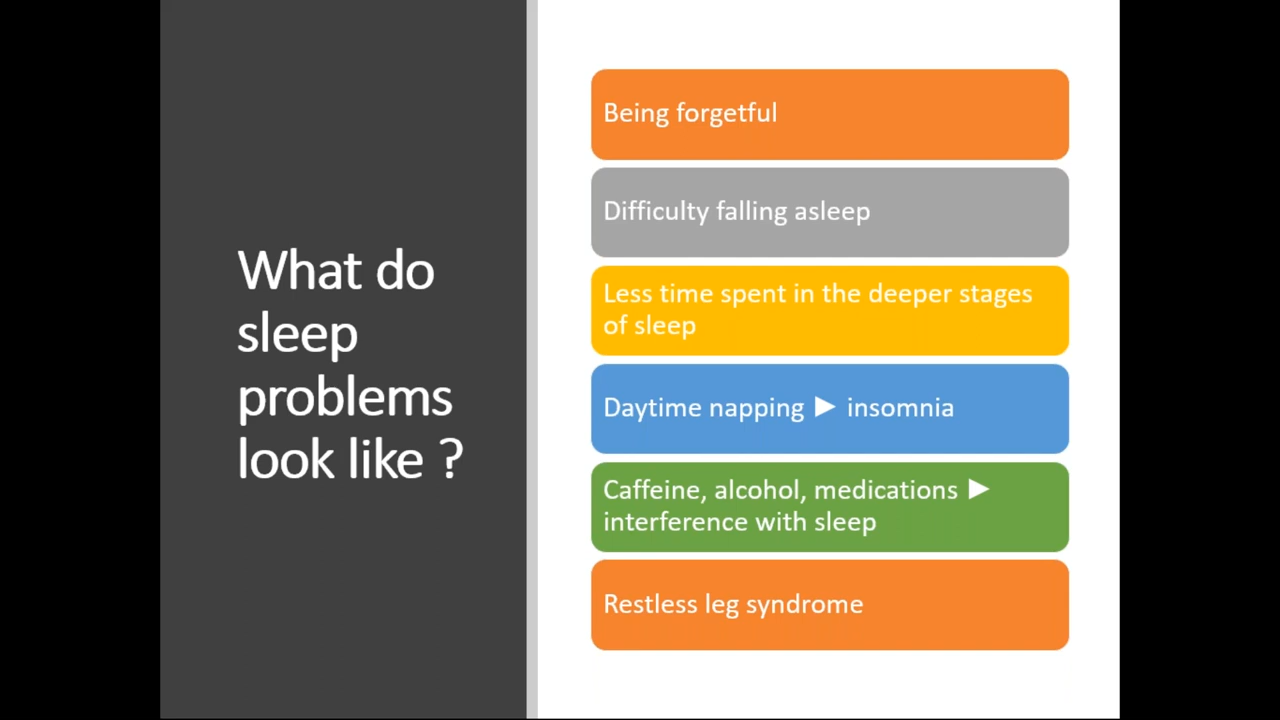 What do
sleep
problems
look like ?
Being forgetful
Difficulty falling asleep
Less time spent in the deeper stages
of sleep
Daytime napping ► insomnia
Caffeine, alcohol, medications ►
interference with sleep
Restless leg syndrome